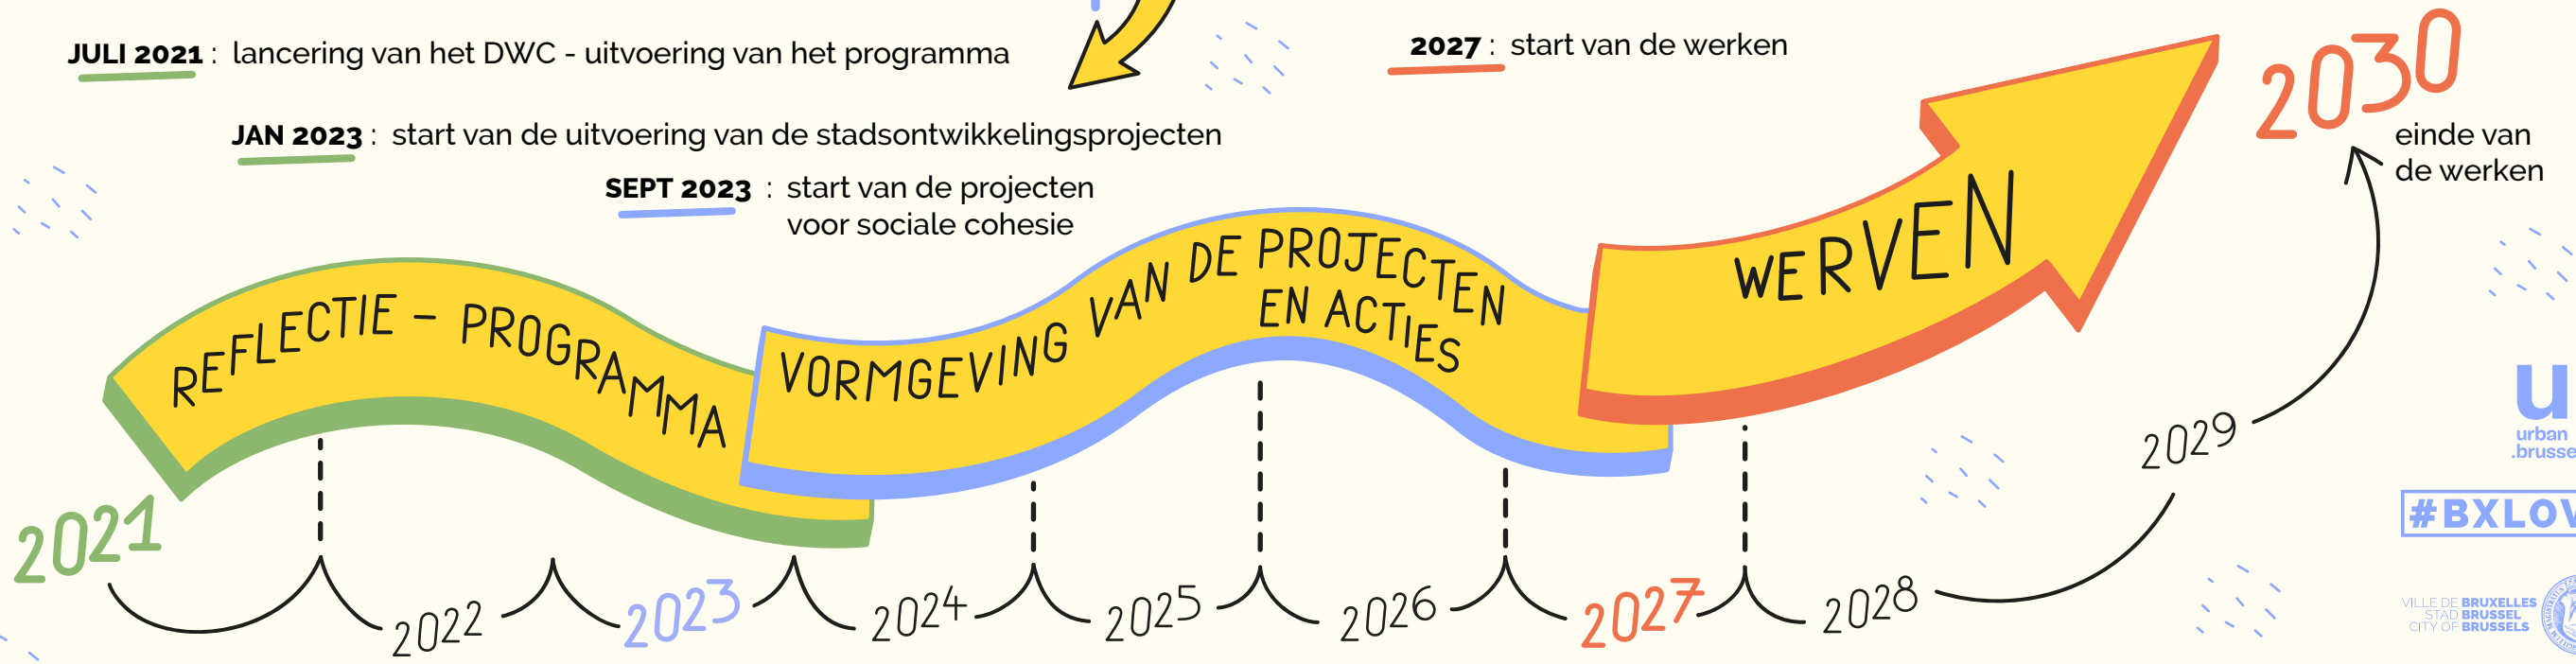 JULI 2021 : lancering van het DWC - uitvoering van het programma
2027 : start van de werken
2030
einde van
de werken
JAN 2023 : start van de uitvoering van de stadsontwikkelingsprojecten
SEPT 2023 : start van de projecten
voor sociale cohesie
REFLECTIE - PROGRAMMA
VORMGEVING VAN DE PROJECTEN
EN ACTIES
WERVEN
2021
2022
2023
2024
2025
2026
2027
2028
2029
u
urban
.brusse
#BXLOV
VILLE DE BRUXELLES
STAD BRUSSEL
CITY OF BRUSSELS